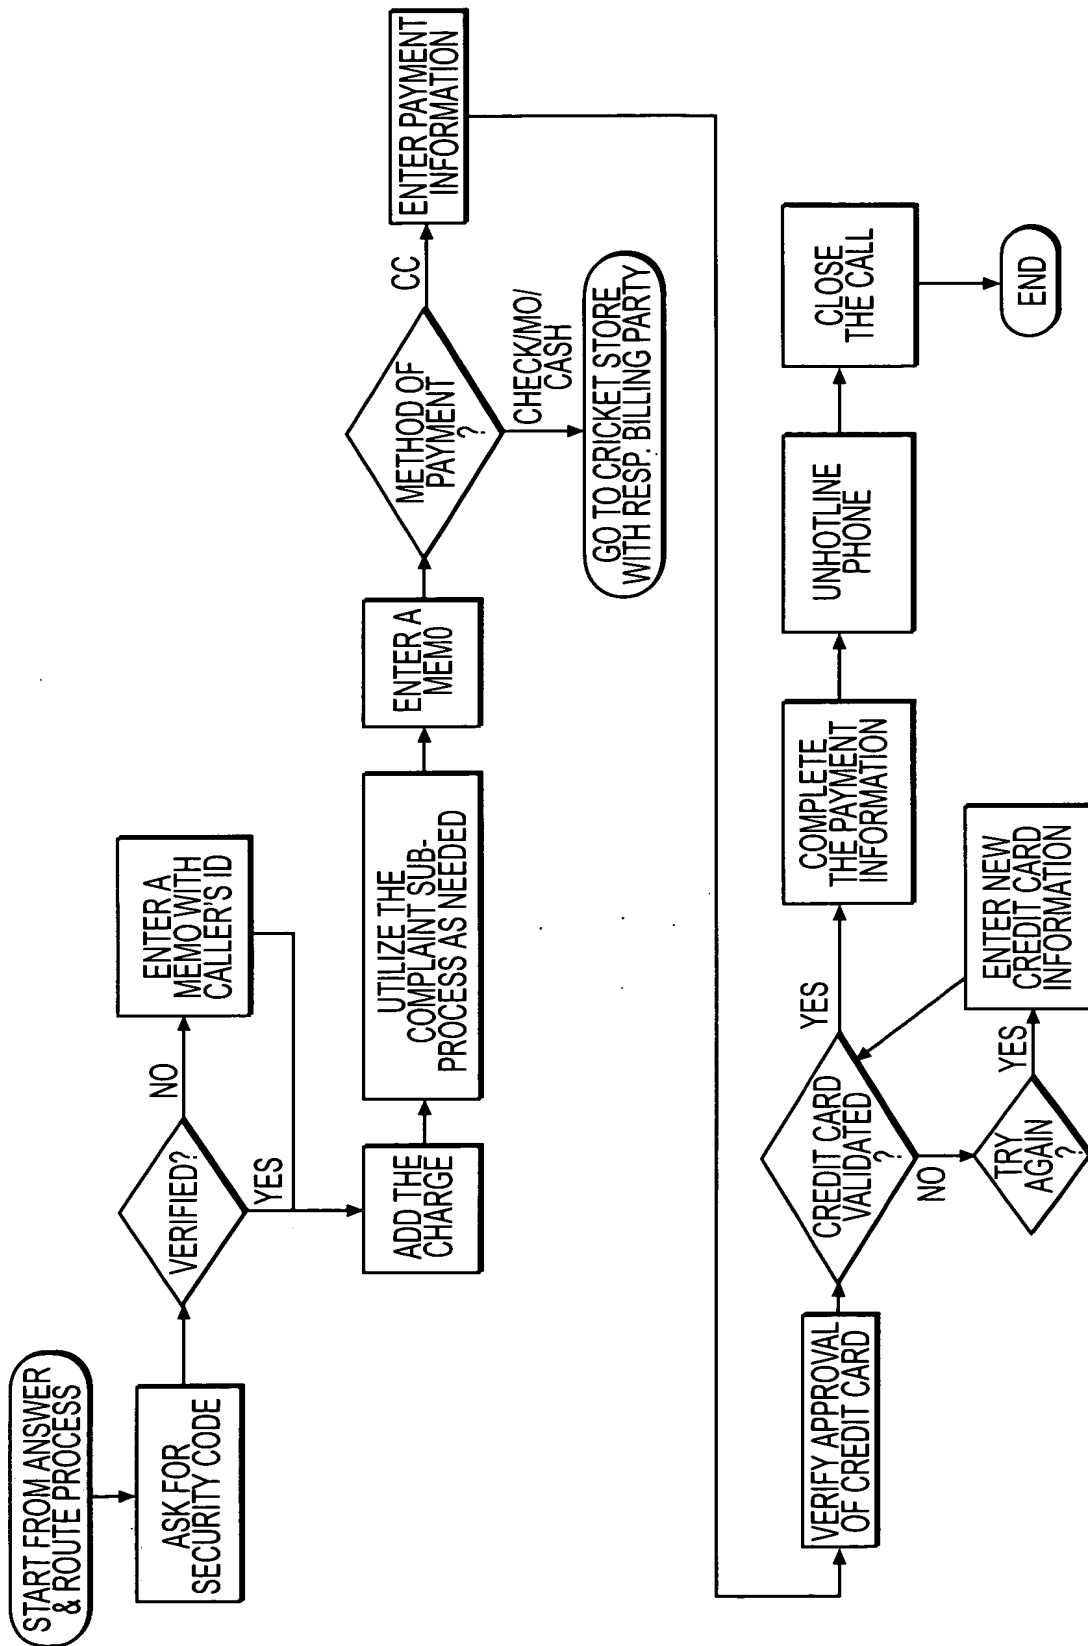 START FROM ANSWER
& ROUTE PROCESS
ASK FOR
SECURITY CODE
VERIFIED?
NO
ENTER A
MEMO WITH
CALLER'S ID
YES
ADD THE
CHARGE
UTILIZE THE
COMPLAINT SUB-
PROCESS AS NEEDED
ENTER A
MEMO
METHOD OF
PAYMENT
?
CC
ENTER PAYMENT
INFORMATION
CHECK/MO/
CASH
GO TO CRICKET STORE
WITH RESP. BILLING PARTY
VERIFY APPROVAL
OF CREDIT CARD
CREDIT CARD
VALIDATED
?
YES
COMPLETE
THE PAYMENT
INFORMATION
UNHOTLINE
PHONE
CLOSE
THE CALL
END
NO
TRY
AGAIN
?
YES
ENTER NEW
CREDIT CARD
INFORMATION